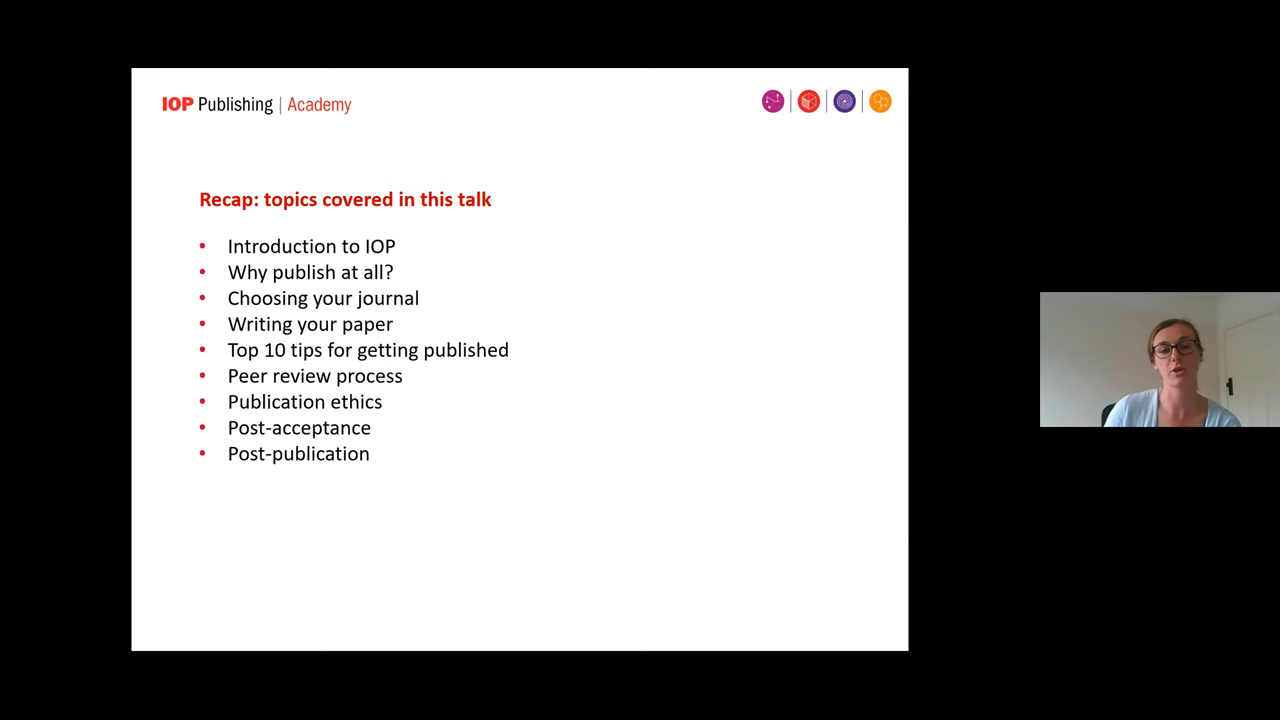 IOP Publishing | Academy
Recap: topics covered in this talk
• Introduction to IOP
• Why publish at all?
• Choosing your journal
• Writing your paper
• Top 10 tips for getting published
• Peer review process
• Publication ethics
• Post-acceptance
• Post-publication